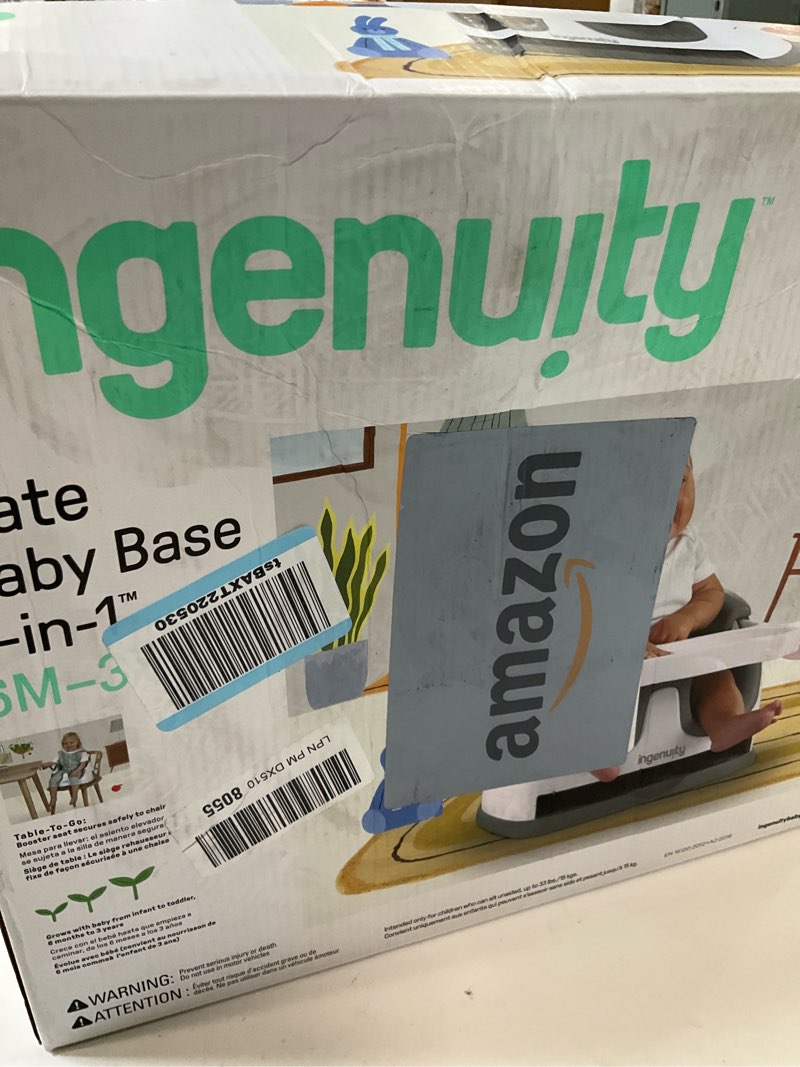 ngenuity™
ate
aby Base
-in-1™
6M-3
tsBAXT220530
LPN PM DX510 8055
amazon
ingenuity
Table-To-Go:
Booster seat secures safely to chair
Mesa para llevar: el asiento elevador
se sujeta a la silla de manera segura
Siège de table : Le siège rehausseur
fixe de façon sécurisée à une chaise
Grows with baby from infant to toddler,
6 months to 3 years
Crece con el bebé hasta que empieza a
caminar, de los 6 meses a los 3 años
Évolue avec bébé (convient au nourrisson de
6 mois comme à l'enfant de 3 ans)
Intended only for children who can sit unaided, up to 33 lbs./15 kgs.
Convient uniquement aux enfants qui peuvent s'asseoir sans aide et pesant jusqu'à 15 kg.
ingenuitybaby
WARNING: Prevent serious injury or death.
Do not use in motor vehicles
ATTENTION : Éviter tout risque d'accident grave ou de
décès. Ne pas utiliser dans un véhicule automoteur.